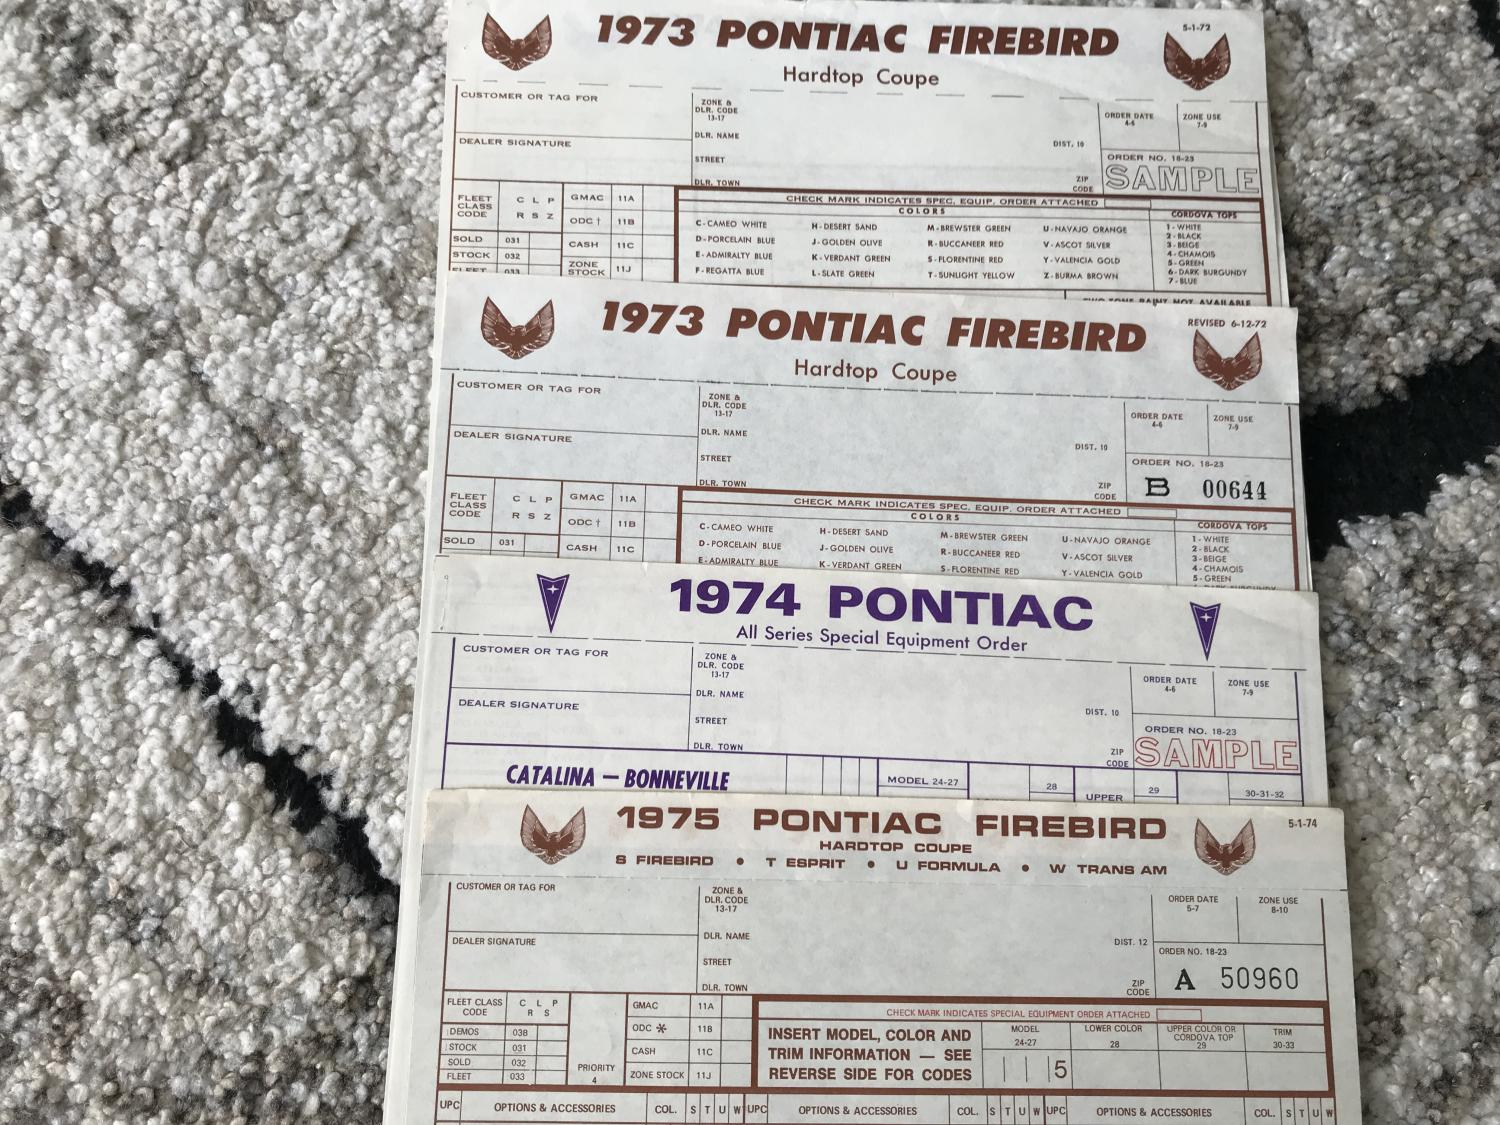 1973 PONTIAC FIREBIRD
5-1-72
Hardtop Coupe
CUSTOMER OR TAG FOR
ZONE &
DLR. CODE
13-17
ORDER DATE
4-6
ZONE USE
7-9
DLR. NAME
DEALER SIGNATURE
DIST. 10
STREET
ORDER NO. 18-23
SAMPLE
DLR. TOWN
ZIP
CODE
FLEET
CLASS
CODE
C L P
R S Z
GMAC 11A
ODC † 11B
SOLD 031
CASH 11C
STOCK 032
ZONE
STOCK 11J
FLEET 033
CHECK MARK INDICATES SPEC. EQUIP. ORDER ATTACHED
COLORS
CORDOVA TOPS
C-CAMEO WHITE H-DESERT SAND M-BREWSTER GREEN U-NAVAJO ORANGE
D-PORCELAIN BLUE J-GOLDEN OLIVE R-BUCCANEER RED V-ASCOT SILVER
E-ADMIRALTY BLUE K-VERDANT GREEN S-FLORENTINE RED Y-VALENCIA GOLD
F-REGATTA BLUE L-SLATE GREEN T-SUNLIGHT YELLOW Z-BURMA BROWN
1-WHITE
2-BLACK
3-BEIGE
4-CHAMOIS
5-GREEN
6-DARK BURGUNDY
7-BLUE
TWO TONE PAINT NOT AVAILABLE
1973 PONTIAC FIREBIRD
REVISED 6-12-72
Hardtop Coupe
CUSTOMER OR TAG FOR
ZONE &
DLR. CODE
13-17
ORDER DATE
4-6
ZONE USE
7-9
DLR. NAME
DEALER SIGNATURE
DIST. 10
STREET
ORDER NO. 18-23
B 00644
DLR. TOWN
ZIP
CODE
FLEET
CLASS
CODE
C L P
R S Z
GMAC 11A
ODC † 11B
SOLD 031
CASH 11C
CHECK MARK INDICATES SPEC. EQUIP. ORDER ATTACHED
COLORS
CORDOVA TOPS
C-CAMEO WHITE H-DESERT SAND M-BREWSTER GREEN U-NAVAJO ORANGE
D-PORCELAIN BLUE J-GOLDEN OLIVE R-BUCCANEER RED V-ASCOT SILVER
E-ADMIRALTY BLUE K-VERDANT GREEN S-FLORENTINE RED Y-VALENCIA GOLD
1-WHITE
2-BLACK
3-BEIGE
4-CHAMOIS
5-GREEN
1974 PONTIAC
All Series Special Equipment Order
CUSTOMER OR TAG FOR
ZONE &
DLR. CODE
13-17
ORDER DATE
4-6
ZONE USE
7-9
DLR. NAME
DEALER SIGNATURE
DIST. 10
STREET
ORDER NO. 18-23
SAMPLE
DLR. TOWN
ZIP
CODE
CATALINA — BONNEVILLE
MODEL 24-27
28
UPPER
29
30-31-32
1975 PONTIAC FIREBIRD
5-1-74
HARDTOP COUPE
S FIREBIRD • T ESPRIT • U FORMULA • W TRANS AM
CUSTOMER OR TAG FOR
ZONE &
DLR. CODE
13-17
ORDER DATE
5-7
ZONE USE
8-10
DLR. NAME
DEALER SIGNATURE
DIST. 12
STREET
ORDER NO. 18-23
A 50960
DLR. TOWN
ZIP
CODE
FLEET CLASS
CODE
C L P
R S
DEMOS 038
STOCK 031
SOLD 032
FLEET 033
PRIORITY
4
GMAC 11A
ODC * 11B
CASH 11C
ZONE STOCK 11J
CHECK MARK INDICATES SPECIAL EQUIPMENT ORDER ATTACHED
INSERT MODEL, COLOR AND
TRIM INFORMATION — SEE
REVERSE SIDE FOR CODES
MODEL
24-27
5
LOWER COLOR
28
UPPER COLOR OR
CORDOVA TOP
29
TRIM
30-33
UPC OPTIONS & ACCESSORIES COL. S T U W UPC OPTIONS & ACCESSORIES COL. S T U W UPC OPTIONS & ACCESSORIES COL. S T U W